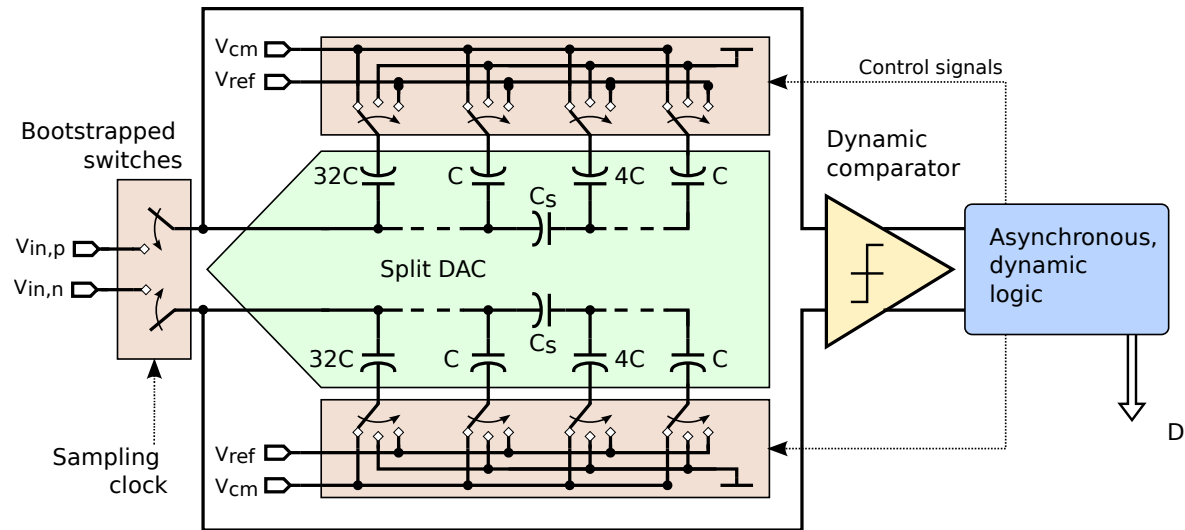 Vcm
Vref
Control signals
Bootstrapped
switches
Dynamic
comparator
32C
C
4C
C
Cs
Vin,p
Vin,n
Split DAC
Asynchronous,
dynamic
logic
Cs
32C
C
4C
C
Sampling
clock
Vref
Vcm
D